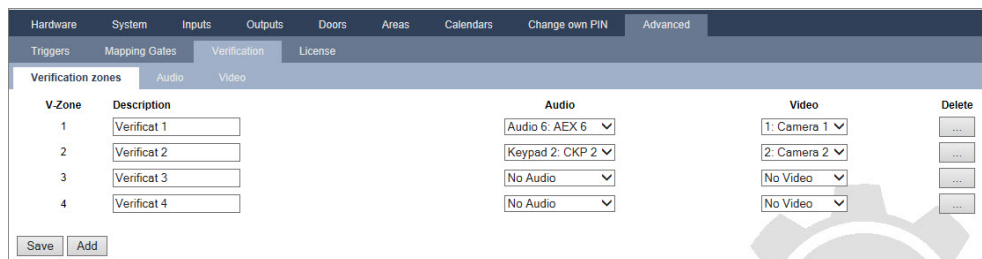 Hardware System Inputs Outputs Doors Areas Calendars Change own PIN Advanced
Triggers Mapping Gates Verification License
Verification zones Audio Video
V-Zone Description Audio Video Delete
1 Verificat 1 Audio 6: AEX 6 1: Camera 1 ...
2 Verificat 2 Keypad 2: CKP 2 2: Camera 2 ...
3 Verificat 3 No Audio No Video ...
4 Verificat 4 No Audio No Video ...
Save Add